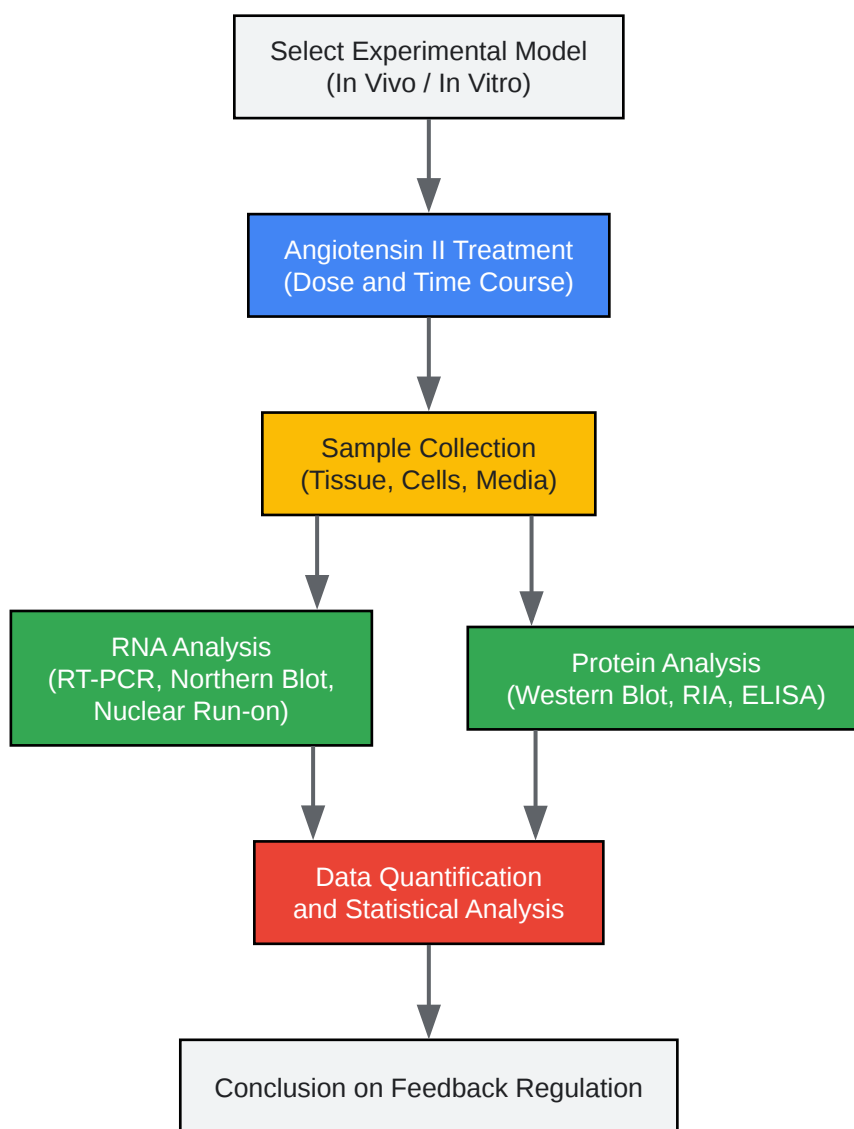 Select Experimental Model
(In Vivo / In Vitro)
Angiotensin II Treatment
(Dose and Time Course)
Sample Collection
(Tissue, Cells, Media)
RNA Analysis
(RT-PCR, Northern Blot,
Nuclear Run-on)
Protein Analysis
(Western Blot, RIA, ELISA)
Data Quantification
and Statistical Analysis
Conclusion on Feedback Regulation